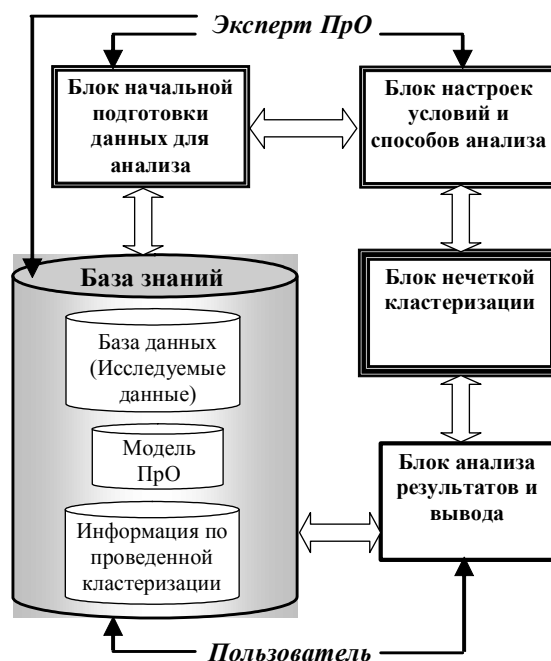 Эксперт ПрО
Блок начальной
подготовки
данных для
анализа
Блок настроек
условий и
способов анализа
База знаний
База данных
(Исследуемые
данные)
Модель
ПрО
Информация по
проведенной
кластеризации
Блок нечеткой
кластеризации
Блок анализа
результатов и
вывода
Пользователь